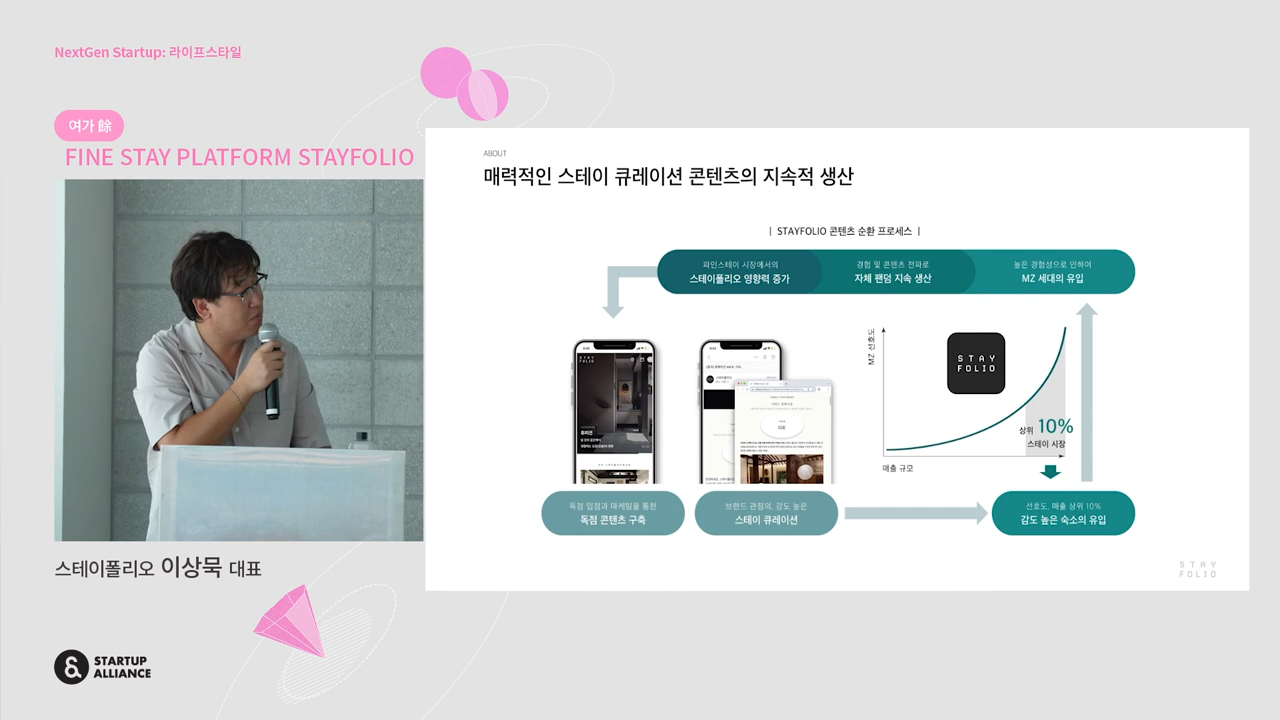 NextGen Startup: 라이프스타일
여가 餘
FINE STAY PLATFORM STAYFOLIO
스테이폴리오 이상묵 대표
STARTUP
ALLIANCE
ABOUT
매력적인 스테이 큐레이션 콘텐츠의 지속적 생산
| STAYFOLIO 콘텐츠 순환 프로세스 |
파인스테이 시장에서의
스테이폴리오 영향력 증가
경험 및 콘텐츠 전파로
자체 팬덤 지속 생산
높은 경험성으로 인하여
MZ 세대의 유입
STAY
FOLIO
MZ 선호도
STAY
FOLIO
상위 10%
스테이 시장
매출 규모
독점 입점과 마케팅을 통한
독점 콘텐츠 구축
브랜드 관점의, 감도 높은
스테이 큐레이션
선호도, 매출 상위 10%
감도 높은 숙소의 유입
STAY
FOLIO